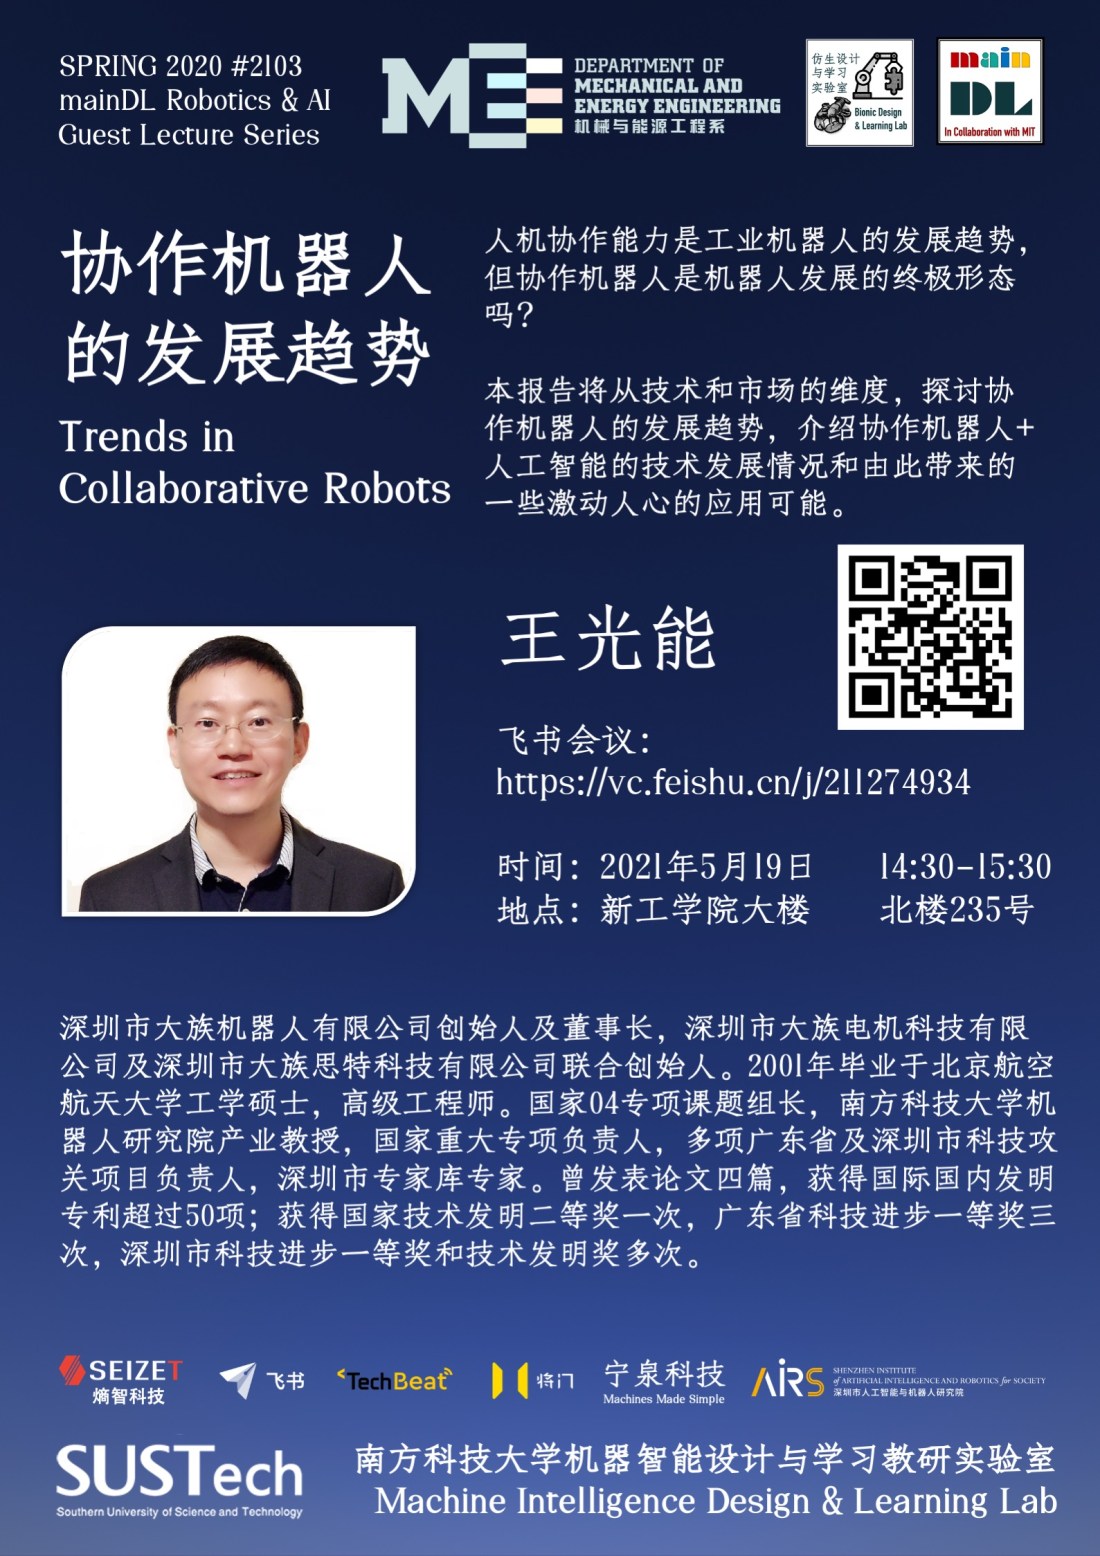 SPRING 2020 #2103
mainDL Robotics & AI
Guest Lecture Series
ME
DEPARTMENT OF
MECHANICAL AND
ENERGY ENGINEERING
机械与能源工程系
仿生设计
与学习
实验室
Bionic Design
& Learning Lab
main
DL
In Collaboration with MIT
协作机器人
的发展趋势
Trends in
Collaborative Robots
人机协作能力是工业机器人的发展趋势，
但协作机器人是机器人发展的终极形态
吗？
本报告将从技术和市场的维度，探讨协
作机器人的发展趋势，介绍协作机器人+
人工智能的技术发展情况和由此带来的
一些激动人心的应用可能。
王光能
飞书会议：
https://vc.feishu.cn/j/211274934
时间：2021年5月19日 14:30-15:30
地点：新工学院大楼 北楼235号
深圳市大族机器人有限公司创始人及董事长，深圳市大族电机科技有限
公司及深圳市大族思特科技有限公司联合创始人。2001年毕业于北京航空
航天大学工学硕士，高级工程师。国家04专项课题组长，南方科技大学机
器人研究院产业教授，国家重大专项负责人，多项广东省及深圳市科技攻
关项目负责人，深圳市专家库专家。曾发表论文四篇，获得国际国内发明
专利超过50项；获得国家技术发明二等奖一次，广东省科技进步一等奖三
次，深圳市科技进步一等奖和技术发明奖多次。
SEIZET
熵智科技
飞书
TechBeat
将门
宁泉科技
Machines Made Simple
AIRS
SHENZHEN INSTITUTE
of ARTIFICIAL INTELLIGENCE AND ROBOTICS for SOCIETY
深圳市人工智能与机器人研究院
SUSTech
Southern University of Science and Technology
南方科技大学机器智能设计与学习教研实验室
Machine Intelligence Design & Learning Lab